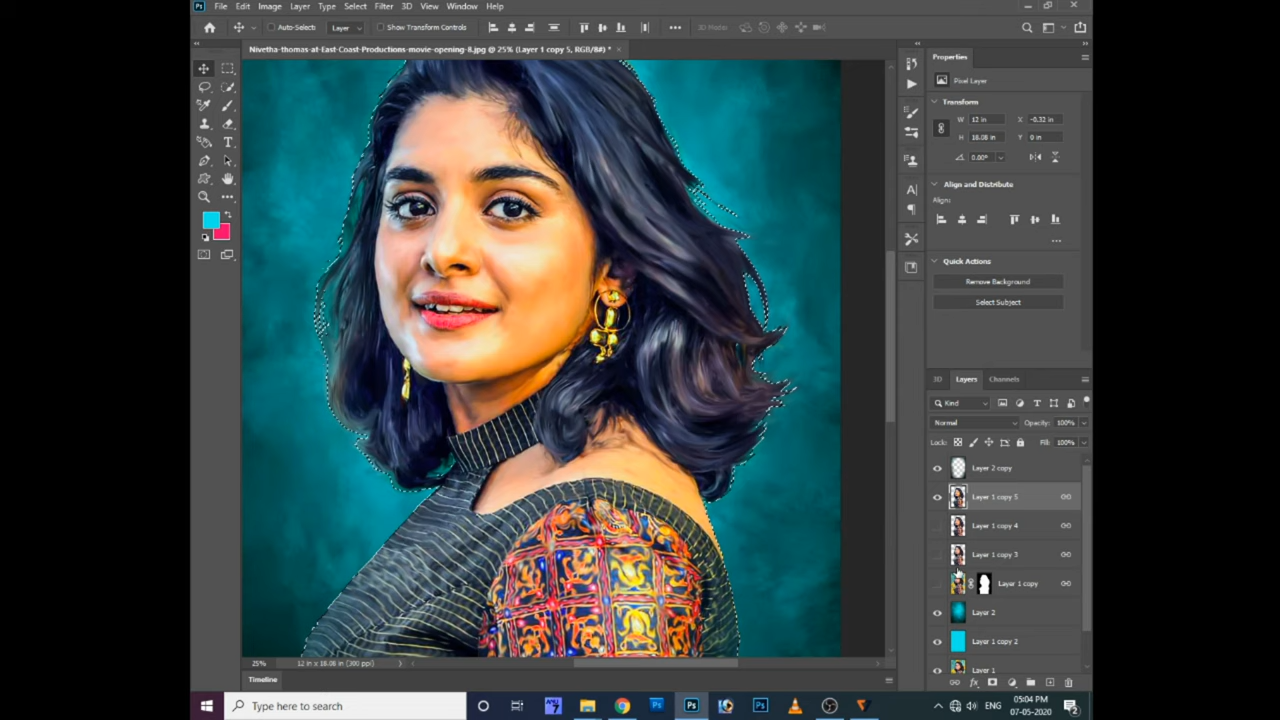 File Edit Image Layer Type Select Filter 3D View Window Help
Auto-Select: Layer Show Transform Controls 3D Mode:
Nivetha-thomas-at-East-Coast-Productions-movie-opening-8.jpg @ 25% (Layer 1 copy 5, RGB/8#) *
Properties
Pixel Layer
Transform
W 12 in X -0.32 in
H 18.08 in Y 0 in
0.00°
Align and Distribute
Align:
Quick Actions
Remove Background
Select Subject
3D Layers Channels
Kind
Normal Opacity: 100%
Lock: Fill: 100%
Layer 2 copy
Layer 1 copy 5
Layer 1 copy 4
Layer 1 copy 3
Layer 1 copy
Layer 2
Layer 1 copy 2
Layer 1
25% 12 in x 18.08 in (300 ppi)
Timeline
Type here to search
ENG
05:04 PM
07-05-2020